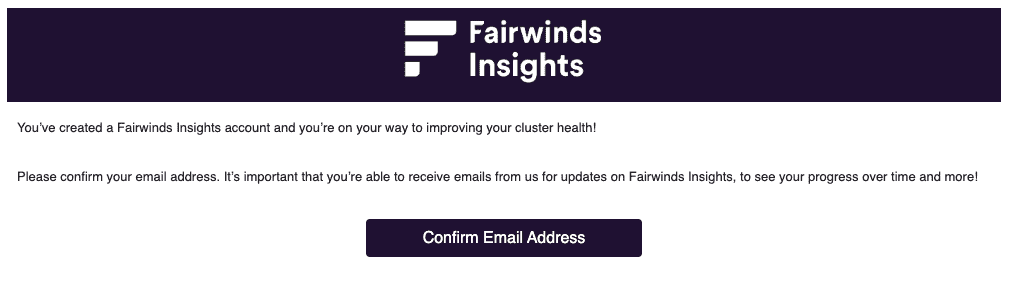 Fairwinds
Insights
You’ve created a Fairwinds Insights account and you’re on your way to improving your cluster health!
Please confirm your email address. It’s important that you’re able to receive emails from us for updates on Fairwinds Insights, to see your progress over time and more!
Confirm Email Address